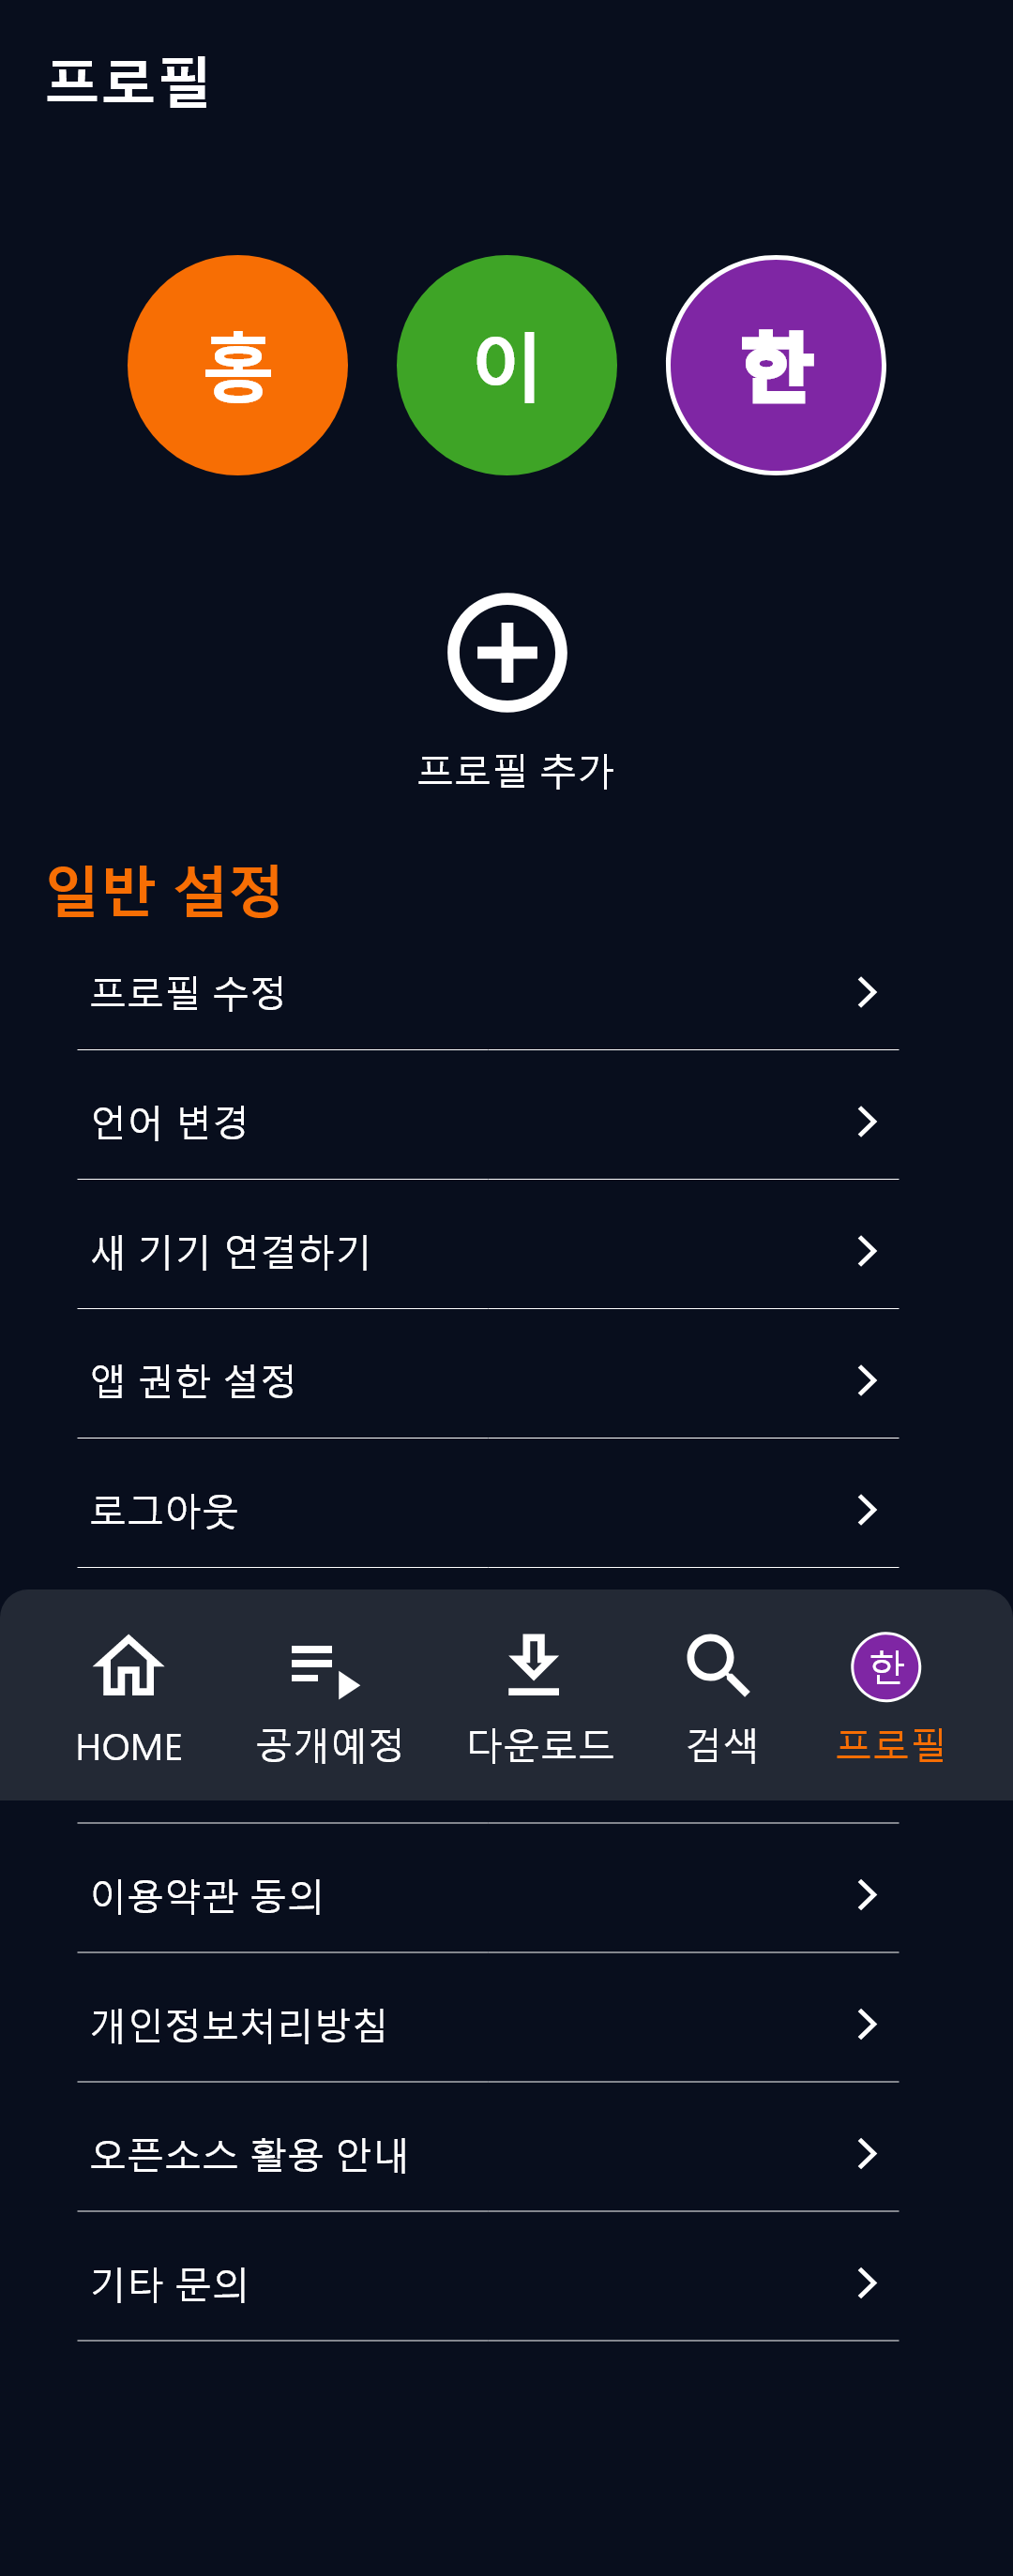 프로필
홍 이 한
프로필 추가
일반 설정
프로필 수정
언어 변경
새 기기 연결하기
앱 권한 설정
로그아웃
한
HOME 공개예정 다운로드 검색 프로필
이용약관 동의
개인정보처리방침
오픈소스 활용 안내
기타 문의